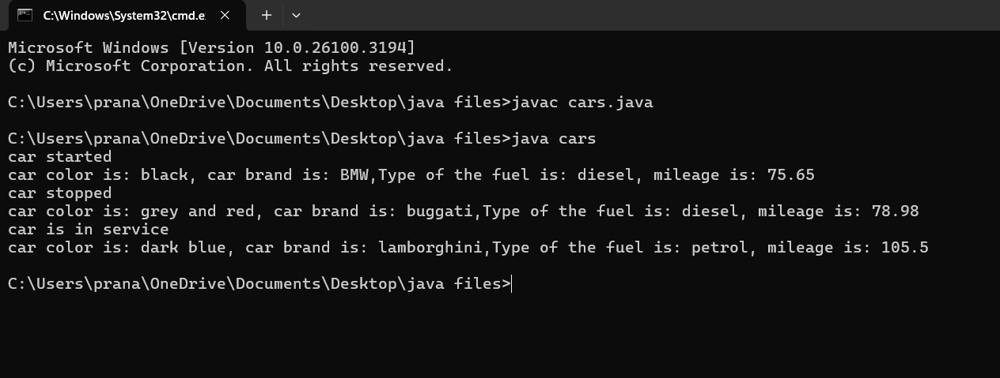 C:\Windows\System32\cmd.e
Microsoft Windows [Version 10.0.26100.3194]
(c) Microsoft Corporation. All rights reserved.
C:\Users\prana\OneDrive\Documents\Desktop\java files>javac cars.java
C:\Users\prana\OneDrive\Documents\Desktop\java files>java cars
car started
car color is: black, car brand is: BMW,Type of the fuel is: diesel, mileage is: 75.65
car stopped
car color is: grey and red, car brand is: buggati,Type of the fuel is: diesel, mileage is: 78.98
car is in service
car color is: dark blue, car brand is: lamborghini,Type of the fuel is: petrol, mileage is: 105.5
C:\Users\prana\OneDrive\Documents\Desktop\java files>